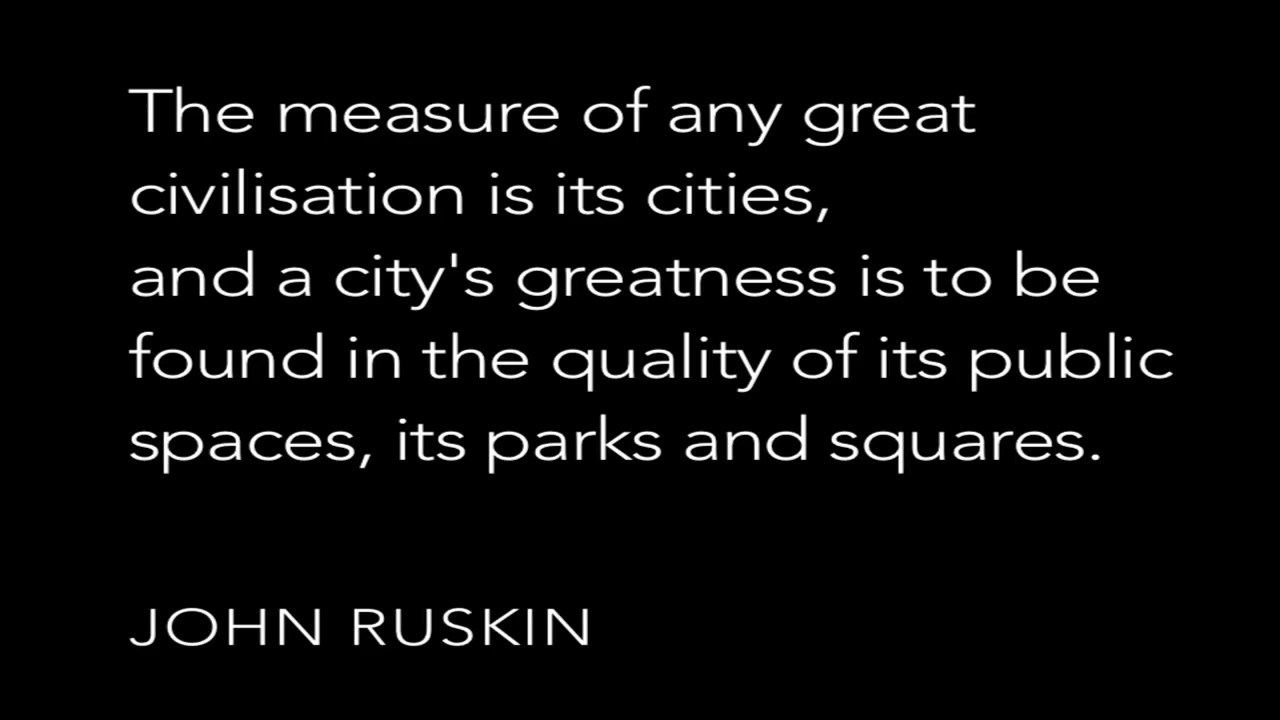 The measure of any great
civilisation is its cities,
and a city's greatness is to be
found in the quality of its public
spaces, its parks and squares.
JOHN RUSKIN